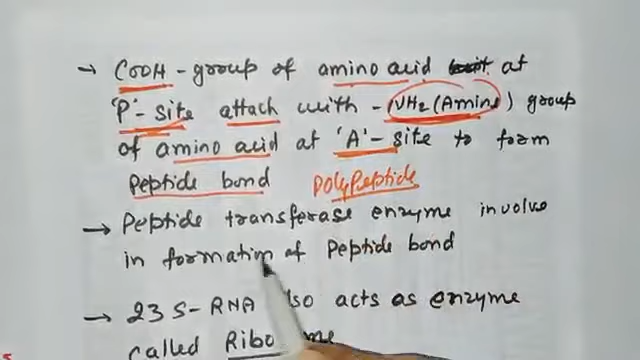 → COOH - group of amino acid at
'P' - site attach with - NH2 (Amine) group
of amino acid at 'A' - site to form
Peptide bond Polypeptide
→ Peptide transferase enzyme involve
in formation of Peptide bond
→ 23 S - RNA also acts as enzyme
called